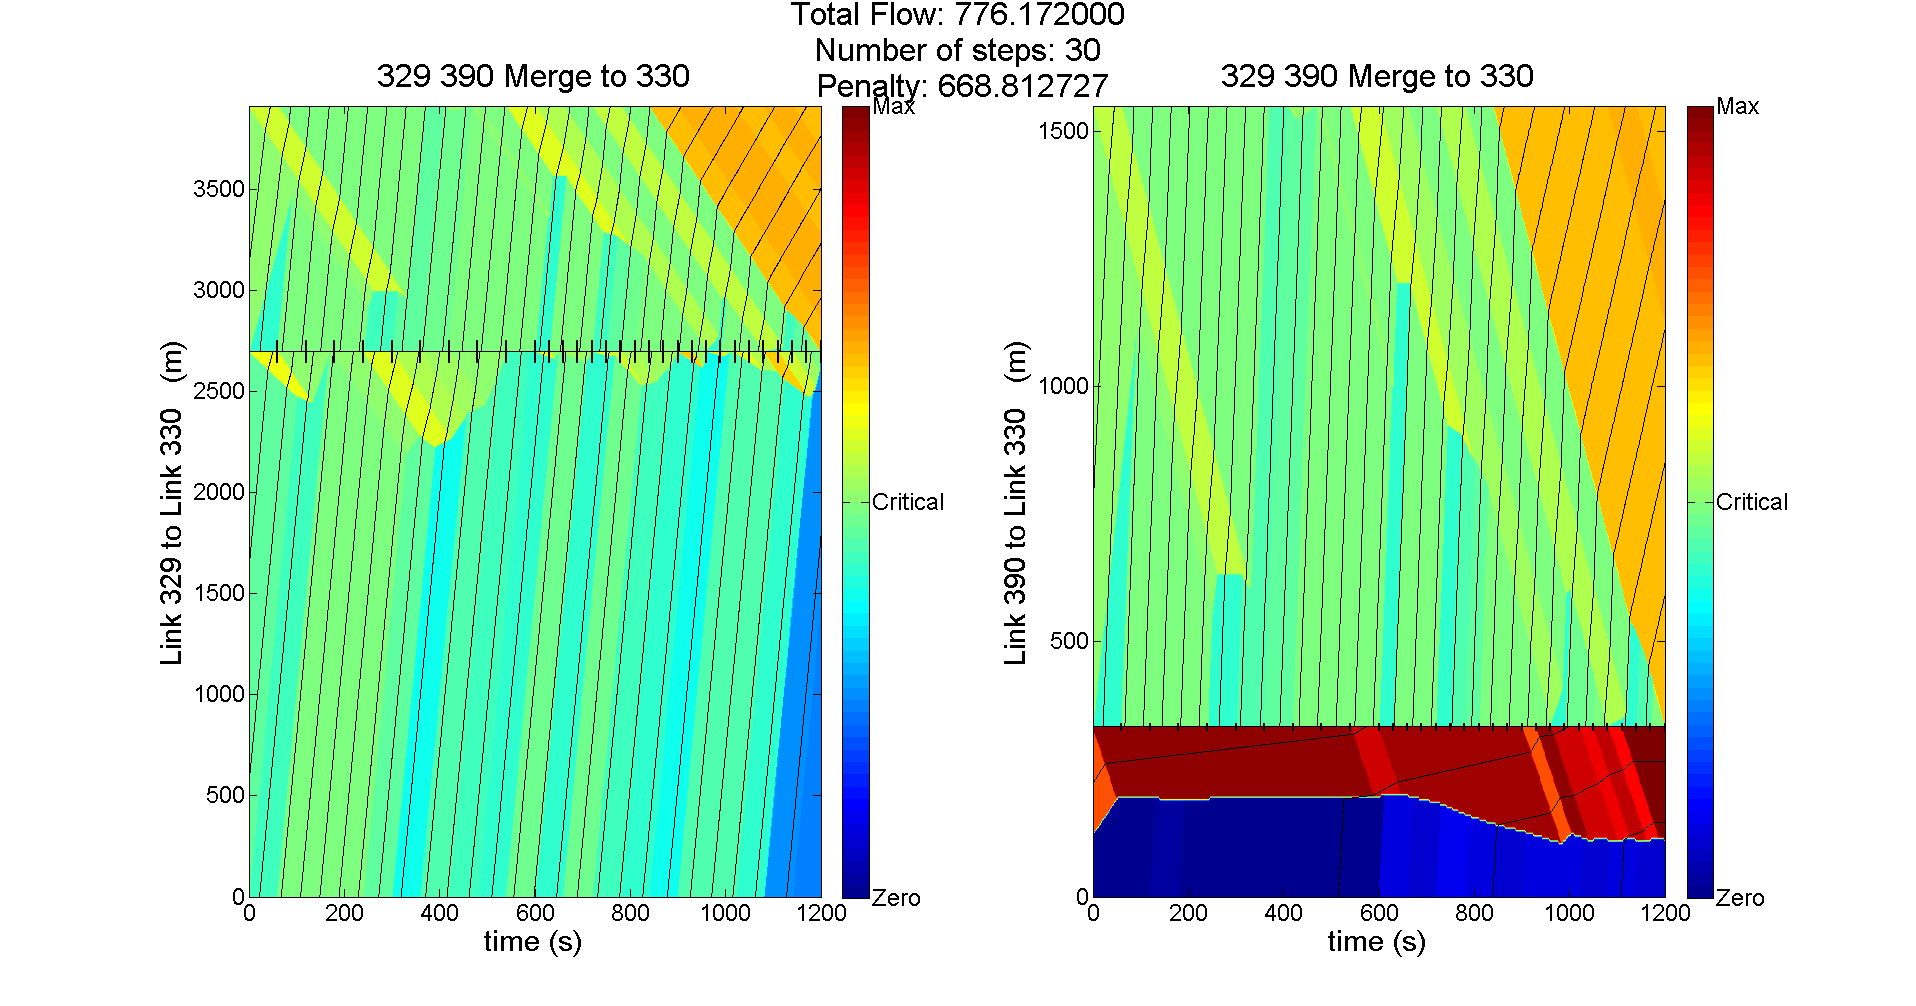 Total Flow: 776.172000
Number of steps: 30
Penalty: 668.812727
329 390 Merge to 330
Link 329 to Link 330 (m)
3500
3000
2500
2000
1500
1000
500
0
0 200 400 600 800 1000 1200
time (s)
Max
Critical
Zero
329 390 Merge to 330
Link 390 to Link 330 (m)
1500
1000
500
0
0 200 400 600 800 1000 1200
time (s)
Max
Critical
Zero